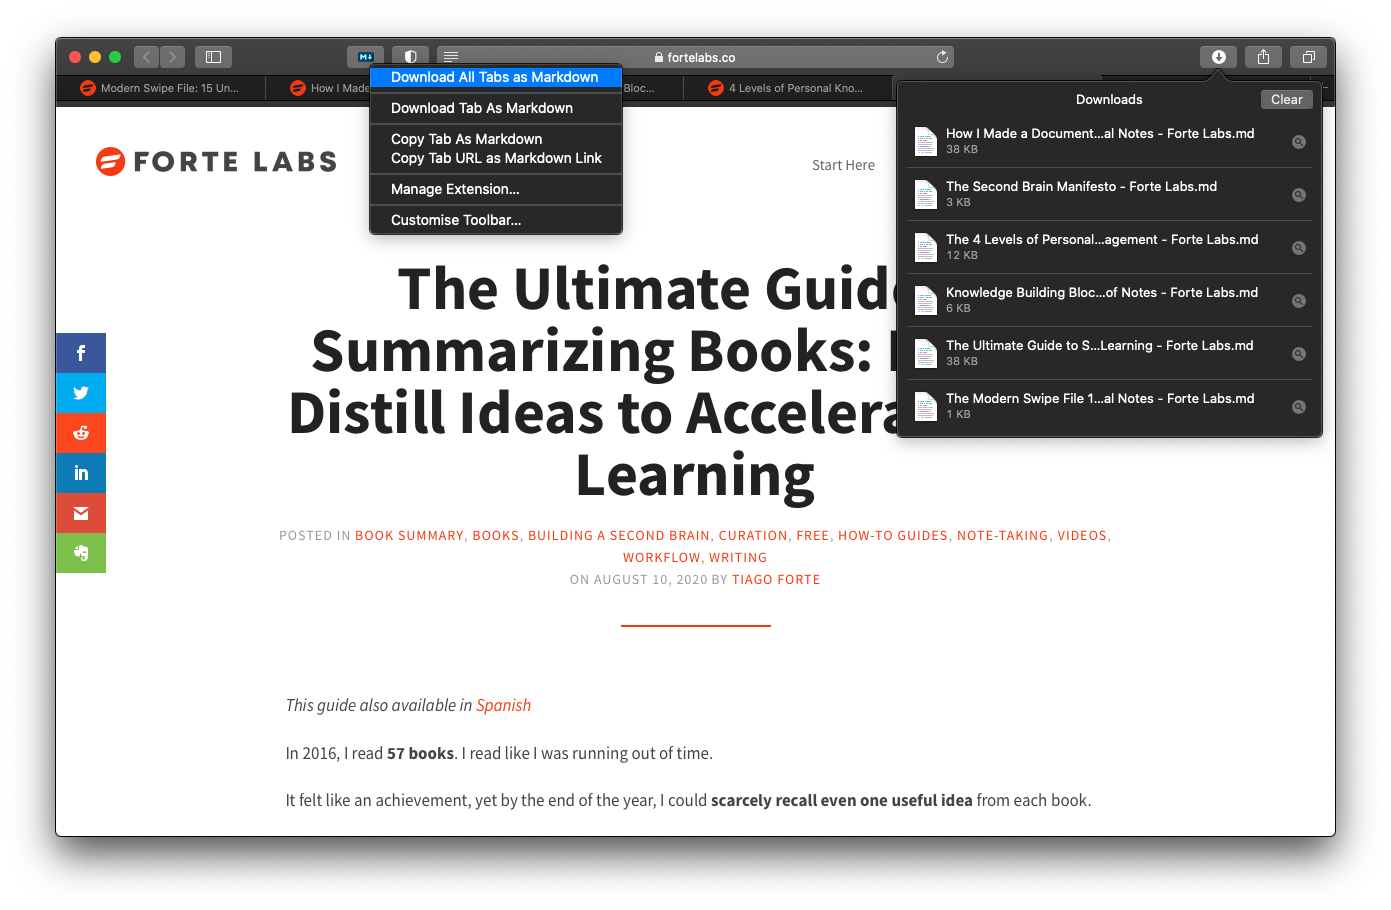 M↓
fortelabs.co
Modern Swipe File: 15 Un...
How I Made
Bloc...
4 Levels of Personal Kno...
Download All Tabs as Markdown
Download Tab As Markdown
Copy Tab As Markdown
Copy Tab URL as Markdown Link
Manage Extension...
Customise Toolbar...
Downloads
Clear
How I Made a Document...al Notes - Forte Labs.md
38 KB
The Second Brain Manifesto - Forte Labs.md
3 KB
The 4 Levels of Personal...agement - Forte Labs.md
12 KB
Knowledge Building Bloc...of Notes - Forte Labs.md
6 KB
The Ultimate Guide to S...Learning - Forte Labs.md
38 KB
The Modern Swipe File 1...al Notes - Forte Labs.md
1 KB
FORTE LABS
Start Here
The Ultimate Guid
Summarizing Books:
Distill Ideas to Accelera
Learning
POSTED IN BOOK SUMMARY, BOOKS, BUILDING A SECOND BRAIN, CURATION, FREE, HOW-TO GUIDES, NOTE-TAKING, VIDEOS,
WORKFLOW, WRITING
ON AUGUST 10, 2020 BY TIAGO FORTE
This guide also available in Spanish
In 2016, I read 57 books. I read like I was running out of time.
It felt like an achievement, yet by the end of the year, I could scarcely recall even one useful idea from each book.